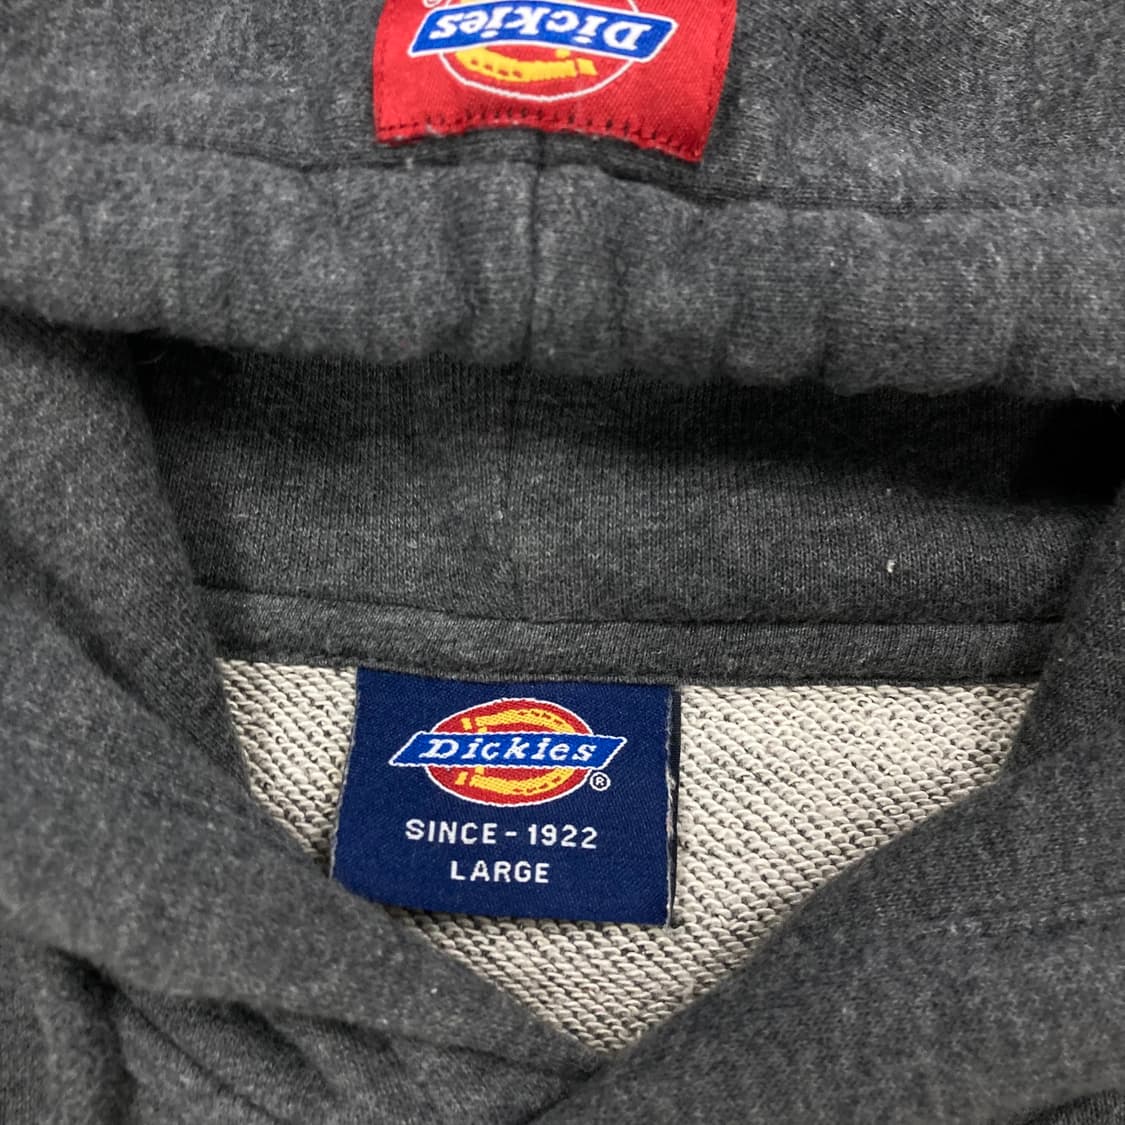 Dickies
Dickies ®
SINCE - 1922
LARGE